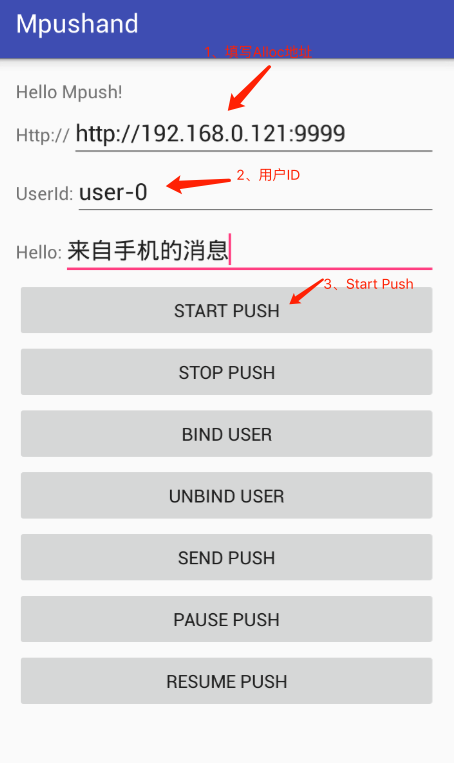 Mpushand
1、填写Alloc地址
Hello Mpush!
Http:// http://192.168.0.121:9999
2、用户ID
UserId: user-0
Hello: 来自手机的消息
3、Start Push
START PUSH
STOP PUSH
BIND USER
UNBIND USER
SEND PUSH
PAUSE PUSH
RESUME PUSH